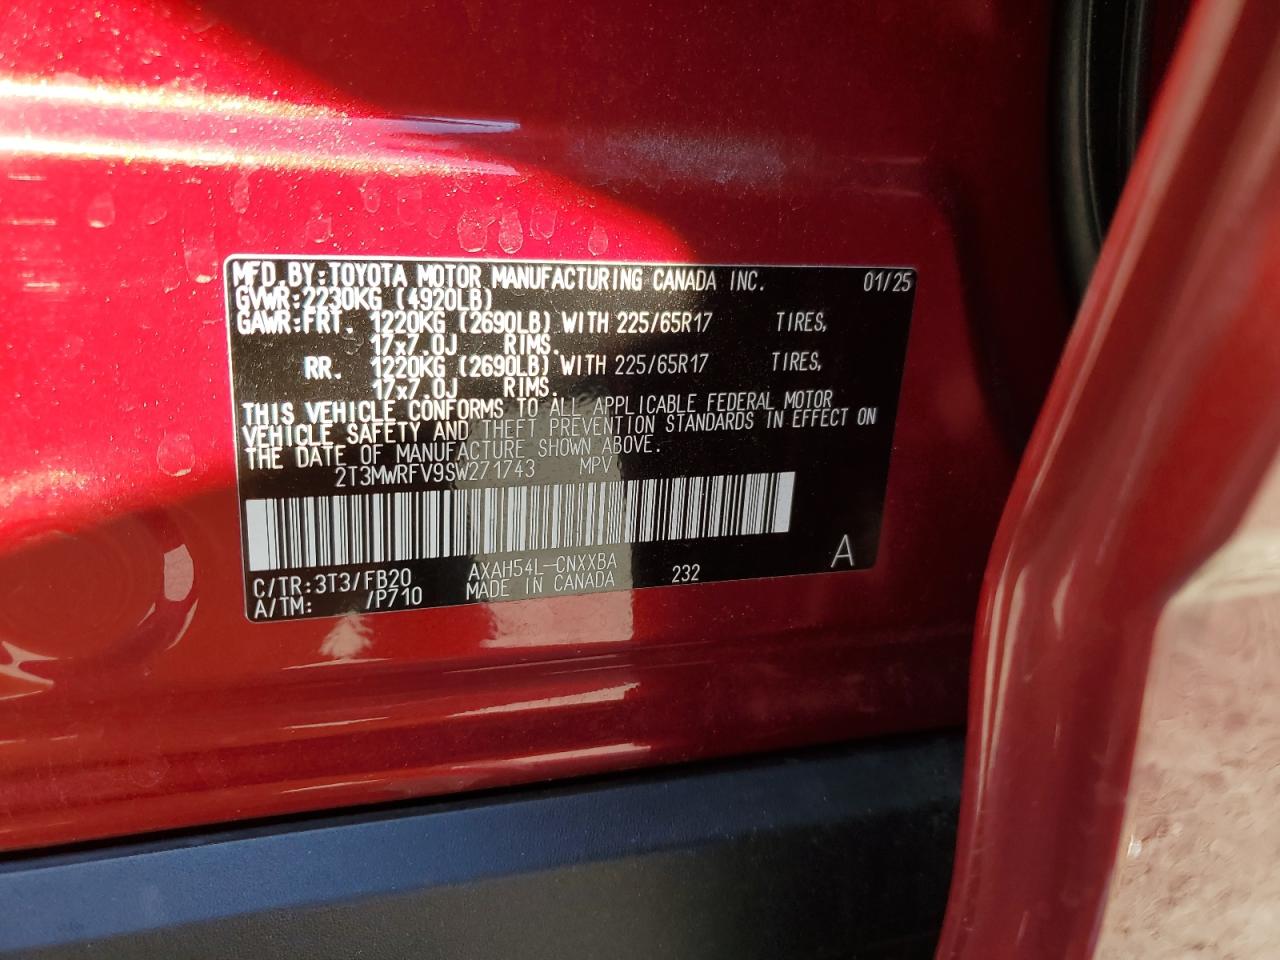 MFD.BY:TOYOTA MOTOR MANUFACTURING CANADA INC. 01/25
GVWR:2230KG (4920LB)
GAWR:FRT. 1220KG (2690LB) WITH 225/65R17 TIRES,
17x7.0J RIMS.
RR. 1220KG (2690LB) WITH 225/65R17 TIRES,
17x7.0J RIMS.
THIS VEHICLE CONFORMS TO ALL APPLICABLE FEDERAL MOTOR
VEHICLE SAFETY AND THEFT PREVENTION STANDARDS IN EFFECT ON
THE DATE OF MANUFACTURE SHOWN ABOVE.
2T3MWRFV9SW271743 MPV
A
C/TR:3T3/FB20 AXAH54L-CNXXBA 232
A/TM: /P710 MADE IN CANADA